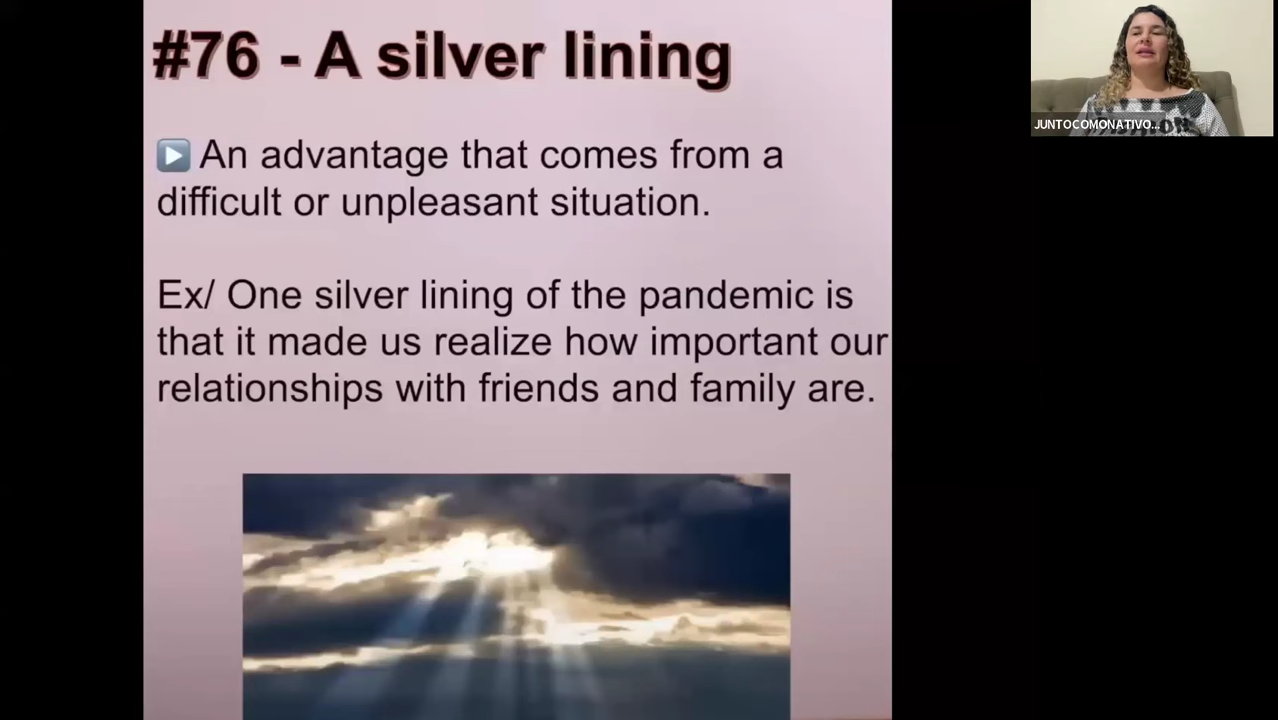 #76 - A silver lining
An advantage that comes from a
difficult or unpleasant situation.
Ex/ One silver lining of the pandemic is
that it made us realize how important our
relationships with friends and family are.
JUNTOCOMONATIVO...